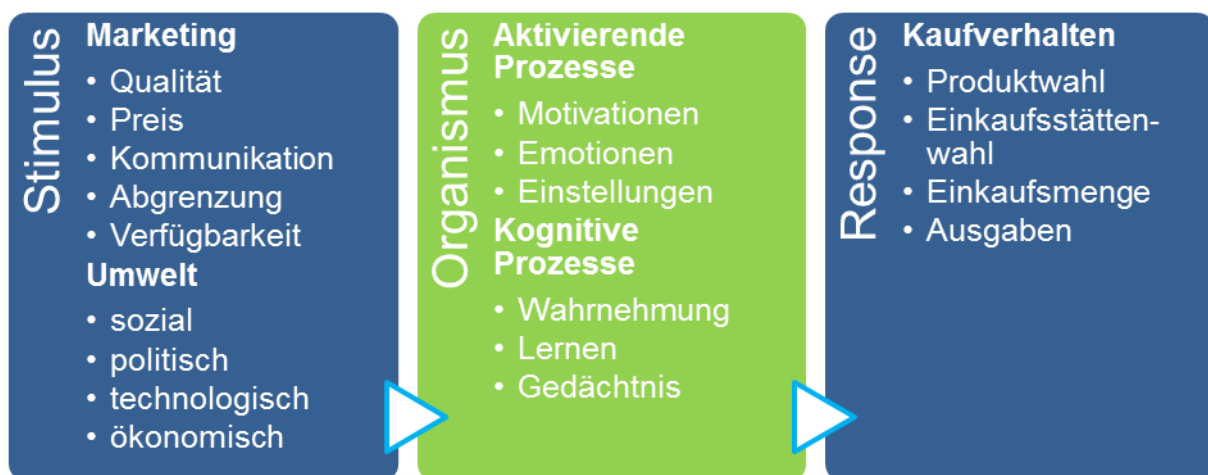 Stimulus
Marketing
• Qualität
• Preis
• Kommunikation
• Abgrenzung
• Verfügbarkeit
Umwelt
• sozial
• politisch
• technologisch
• ökonomisch
Organismus
Aktivierende
Prozesse
• Motivationen
• Emotionen
• Einstellungen
Kognitive
Prozesse
• Wahrnehmung
• Lernen
• Gedächtnis
Response
Kaufverhalten
• Produktwahl
• Einkaufsstätten-
wahl
• Einkaufsmenge
• Ausgaben